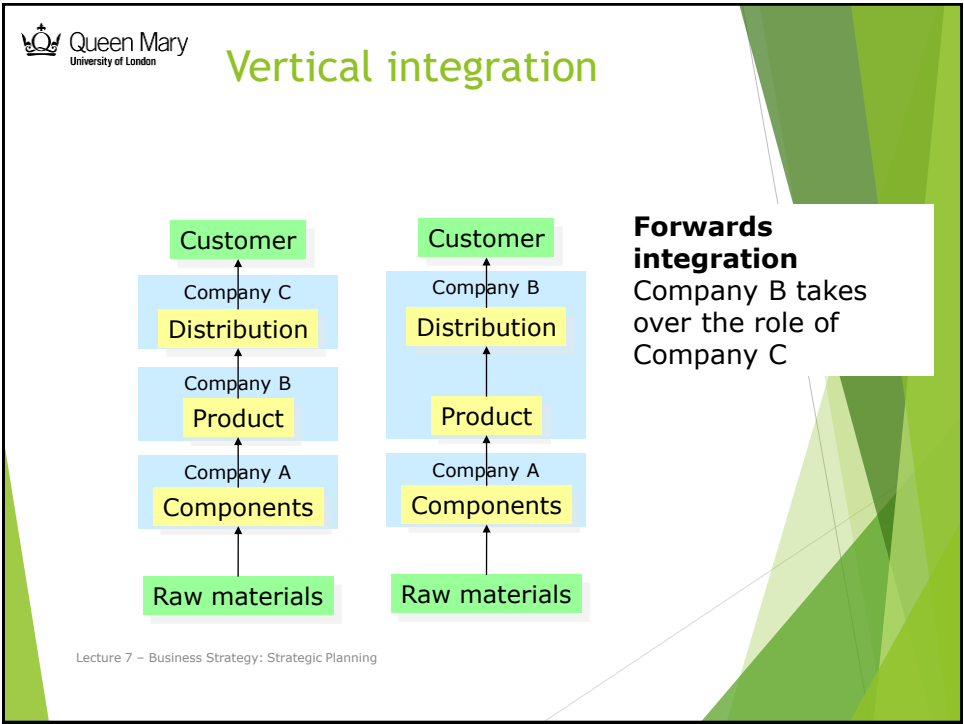 Queen Mary
University of London
Vertical integration
Customer
Company C
Distribution
Company B
Product
Company A
Components
Raw materials
Customer
Company B
Distribution
Product
Company A
Components
Raw materials
Forwards
integration
Company B takes
over the role of
Company C
Lecture 7 – Business Strategy: Strategic Planning